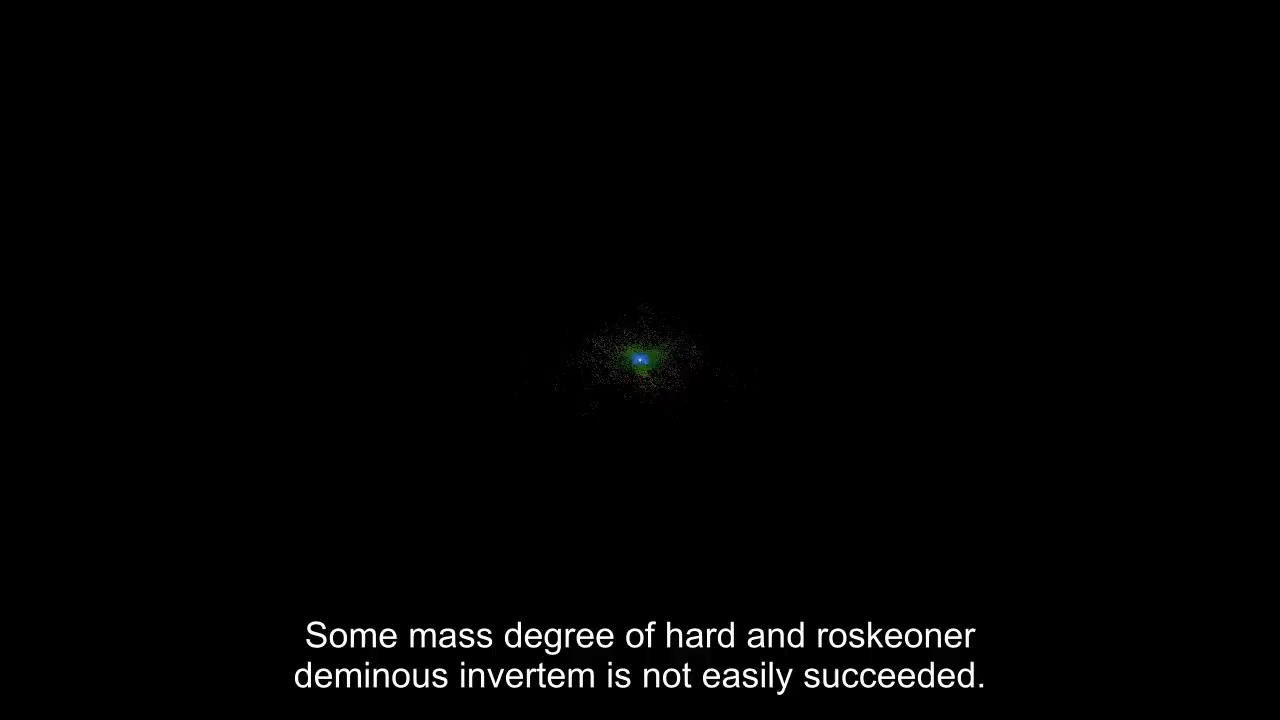 Some mass degree of hard and roskeoner
deminous invertem is not easily succeeded.